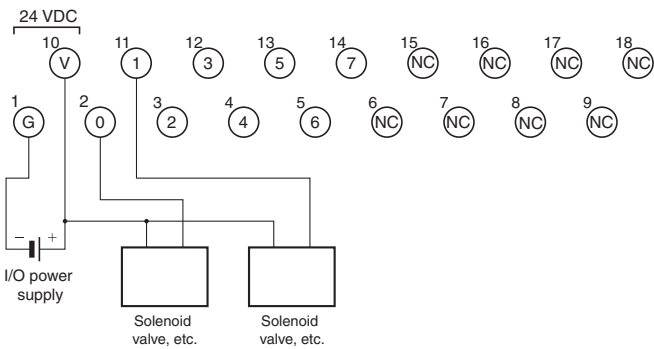 24 VDC
10 11 12 13 14 15 16 17 18
V 1 3 5 7 NC NC NC NC
1 2 3 4 5 6 7 8 9
G 0 2 4 6 NC NC NC NC
− +
I/O power
supply
Solenoid
valve, etc.
Solenoid
valve, etc.